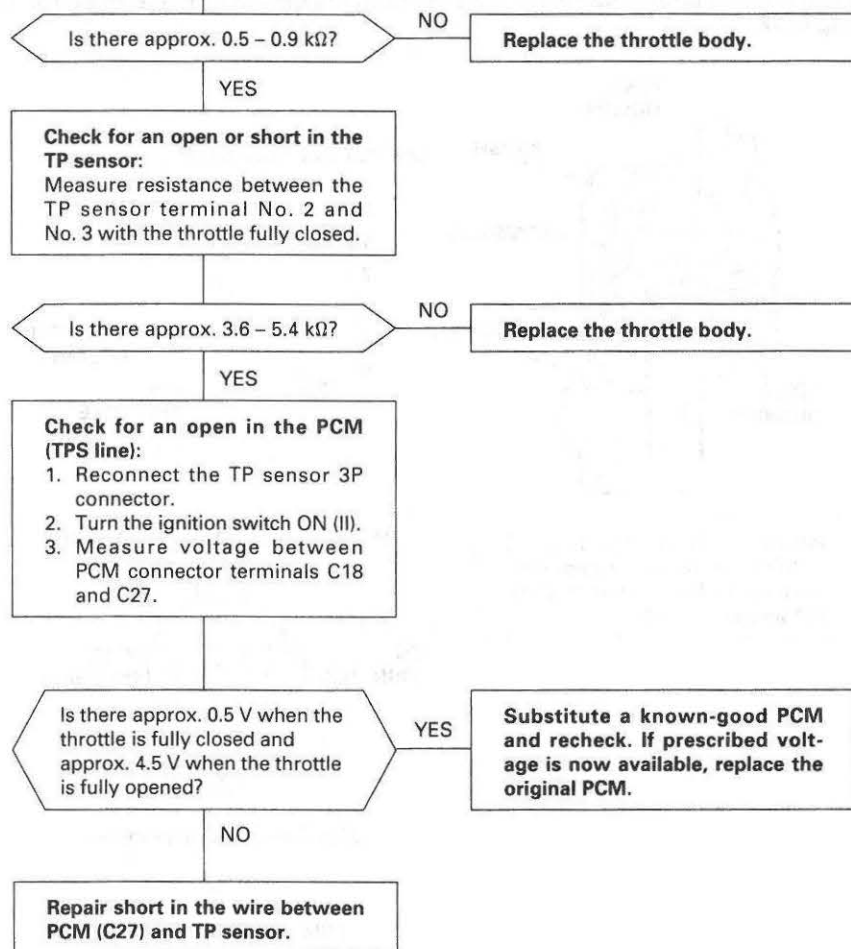 Is there approx. 0.5 – 0.9 kΩ?
NO
Replace the throttle body.
YES
Check for an open or short in the
TP sensor:
Measure resistance between the
TP sensor terminal No. 2 and
No. 3 with the throttle fully closed.
Is there approx. 3.6 – 5.4 kΩ?
NO
Replace the throttle body.
YES
Check for an open in the PCM
(TPS line):
1. Reconnect the TP sensor 3P
connector.
2. Turn the ignition switch ON (II).
3. Measure voltage between
PCM connector terminals C18
and C27.
Is there approx. 0.5 V when the
throttle is fully closed and
approx. 4.5 V when the throttle
is fully opened?
YES
Substitute a known-good PCM
and recheck. If prescribed volt-
age is now available, replace the
original PCM.
NO
Repair short in the wire between
PCM (C27) and TP sensor.